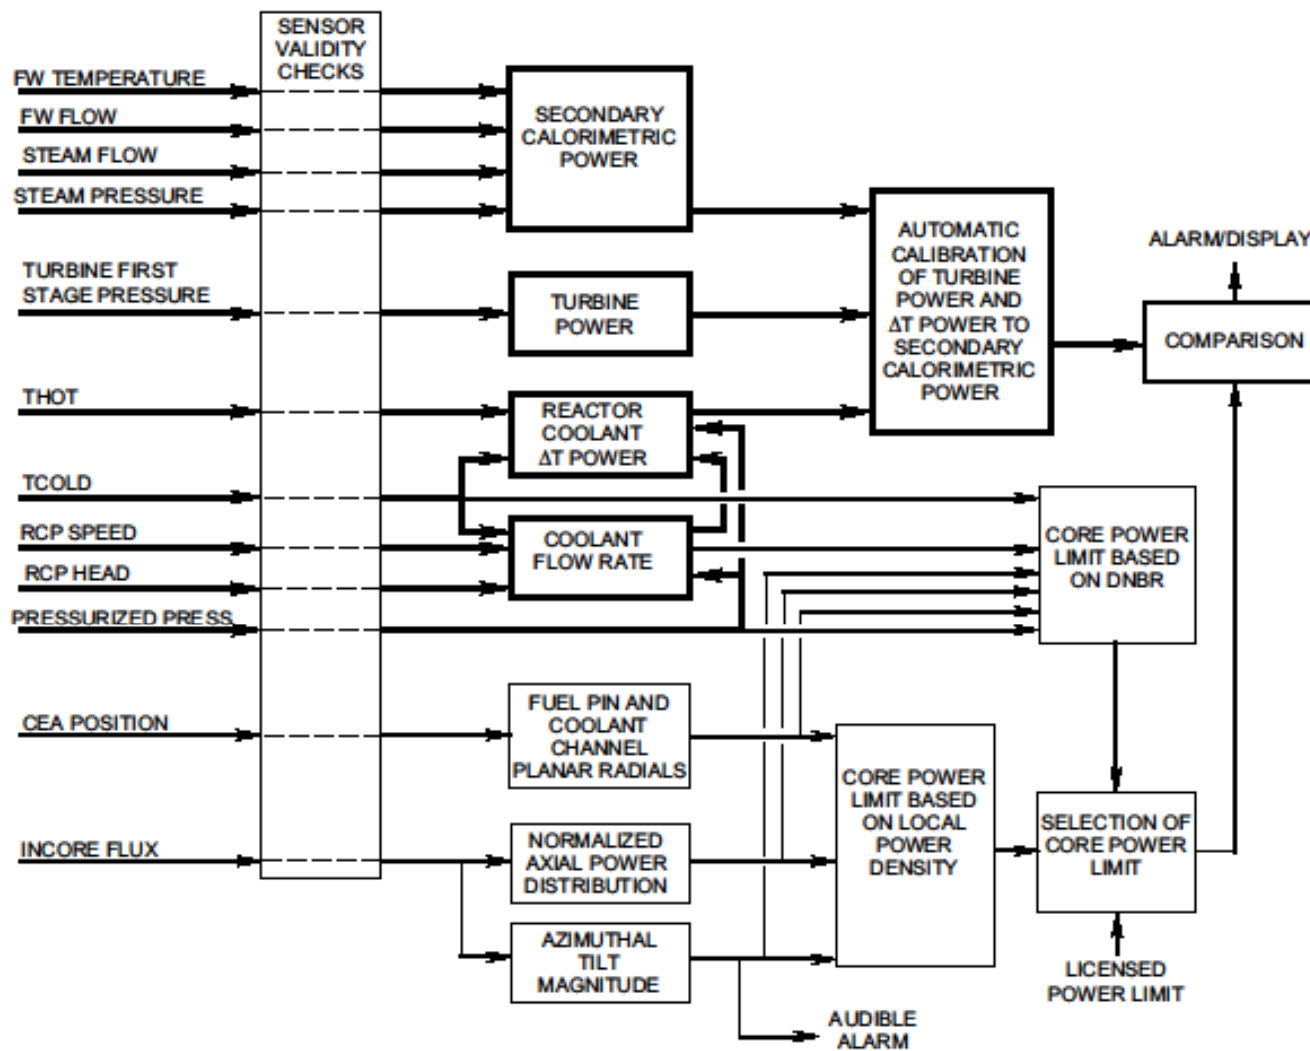 SENSOR
VALIDITY
CHECKS
FW TEMPERATURE
FW FLOW
STEAM FLOW
STEAM PRESSURE
TURBINE FIRST
STAGE PRESSURE
THOT
TCOLD
RCP SPEED
RCP HEAD
PRESSURIZED PRESS
CEA POSITION
INCORE FLUX
SECONDARY
CALORIMETRIC
POWER
TURBINE
POWER
REACTOR
COOLANT
ΔT POWER
COOLANT
FLOW RATE
FUEL PIN AND
COOLANT
CHANNEL
PLANAR RADIALS
NORMALIZED
AXIAL POWER
DISTRIBUTION
AZIMUTHAL
TILT
MAGNITUDE
AUTOMATIC
CALIBRATION
OF TURBINE
POWER AND
ΔT POWER TO
SECONDARY
CALORIMETRIC
POWER
CORE POWER
LIMIT BASED
ON LOCAL
POWER
DENSITY
AUDIBLE
ALARM
ALARM/DISPLAY
COMPARISON
CORE POWER
LIMIT BASED
ON DNBR
SELECTION OF
CORE POWER
LIMIT
LICENSED
POWER LIMIT